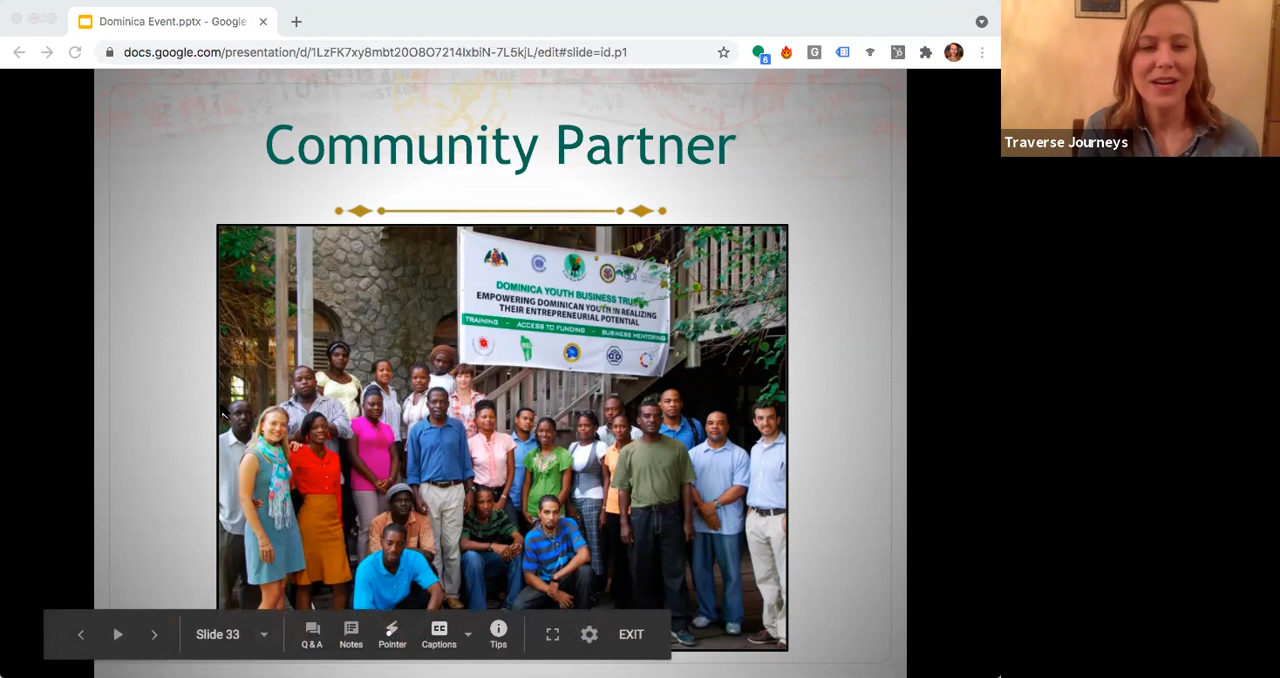 Dominica Event.pptx - Google
docs.google.com/presentation/d/1LzFK7xy8mbt20O8O7214IxbiN-7L5kjL/edit#slide=id.p1
6
G
Traverse Journeys
Community Partner
DOMINICA YOUTH BUSINESS TRUST
EMPOWERING DOMINICAN YOUTH IN REALIZING
THEIR ENTREPRENEURIAL POTENTIAL
TRAINING - ACCESS TO FUNDING - BUSINESS MENTORING
Slide 33
Q & A
Notes
Pointer
CC
Captions
Tips
EXIT